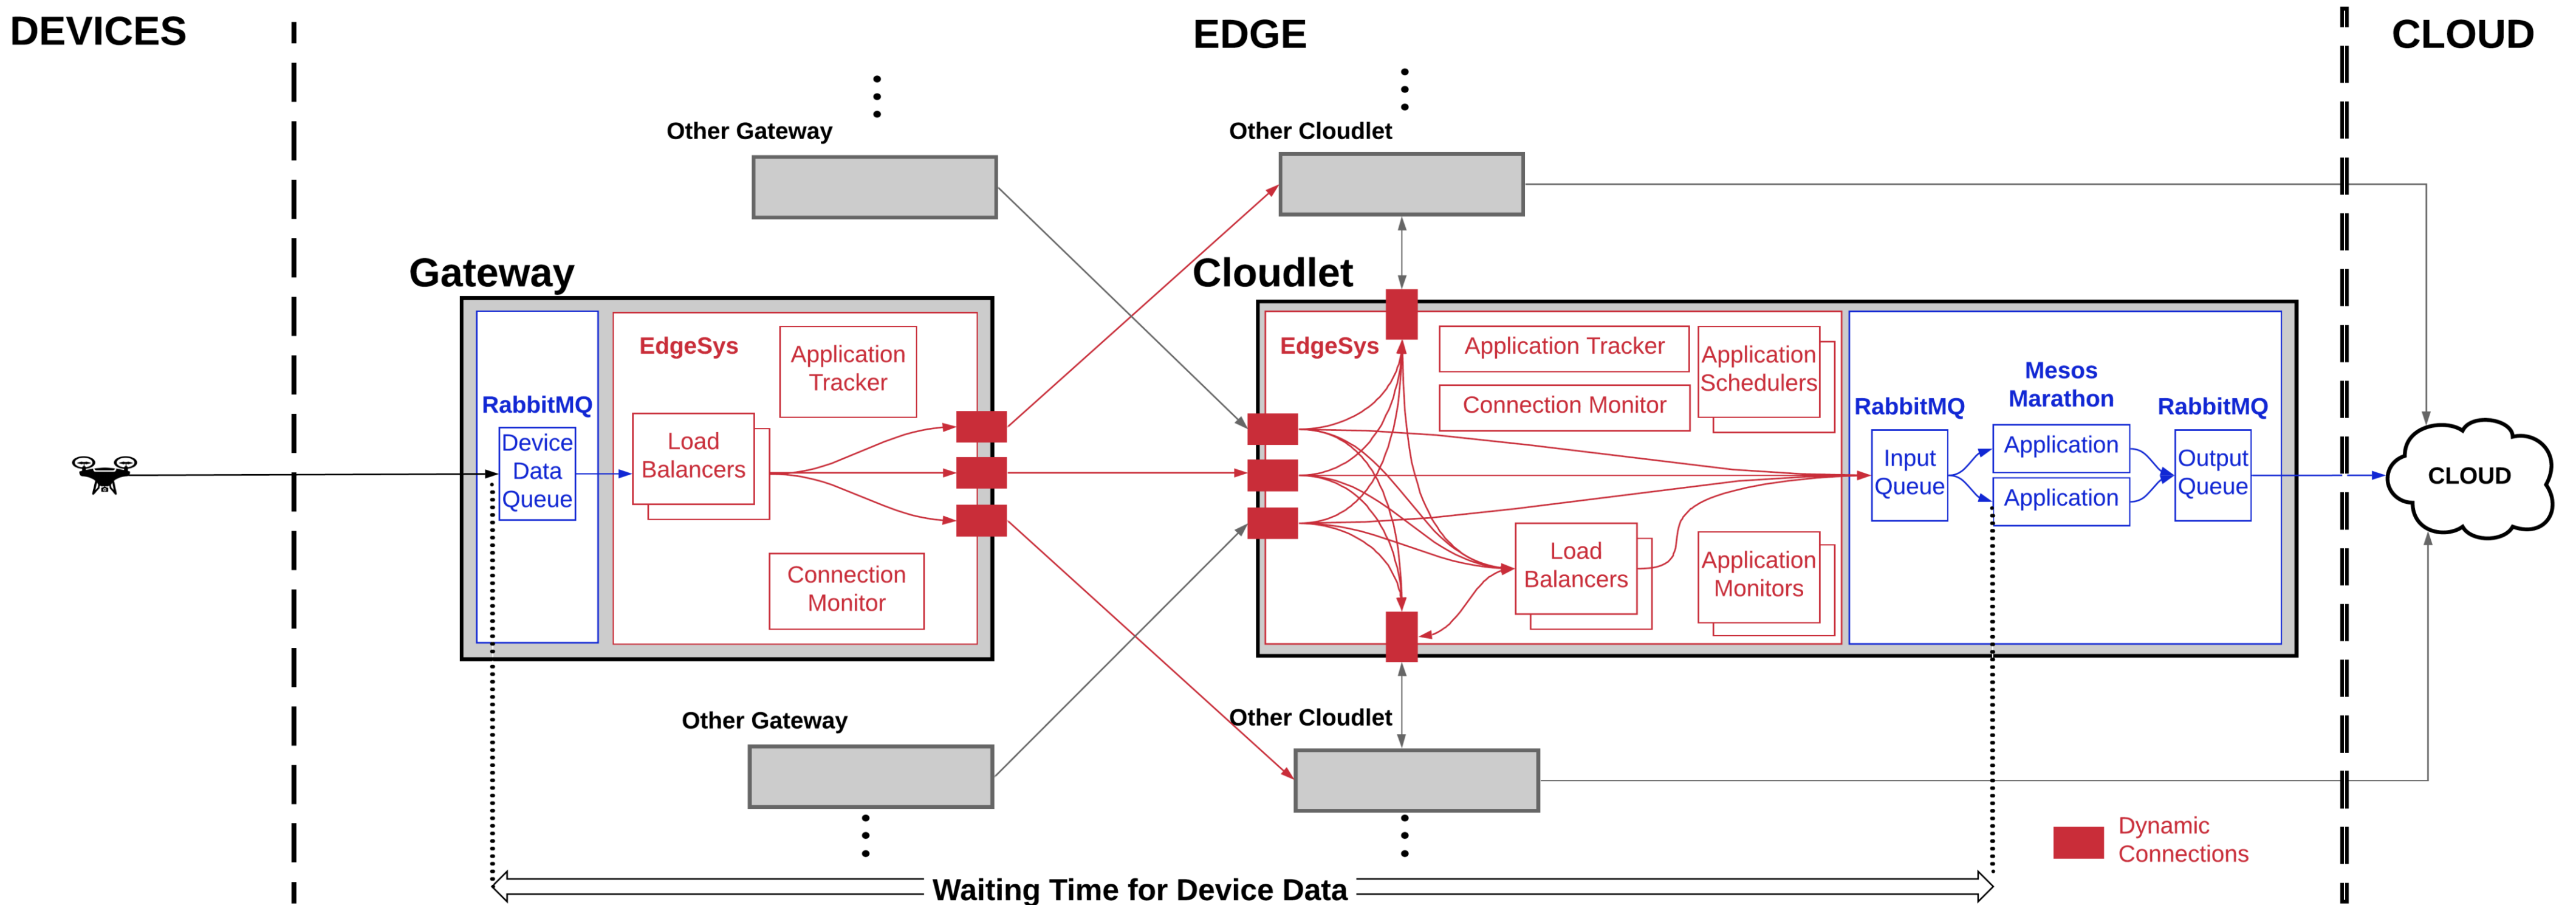 DEVICES
EDGE
CLOUD
Other Gateway
Other Cloudlet
Gateway
Cloudlet
RabbitMQ
Device
Data
Queue
EdgeSys
Application
Tracker
Load
Balancers
Connection
Monitor
EdgeSys
Application Tracker
Connection Monitor
Application
Schedulers
Load
Balancers
Application
Monitors
RabbitMQ
Input
Queue
Mesos
Marathon
Application
Application
RabbitMQ
Output
Queue
CLOUD
Other Gateway
Other Cloudlet
Dynamic
Connections
Waiting Time for Device Data